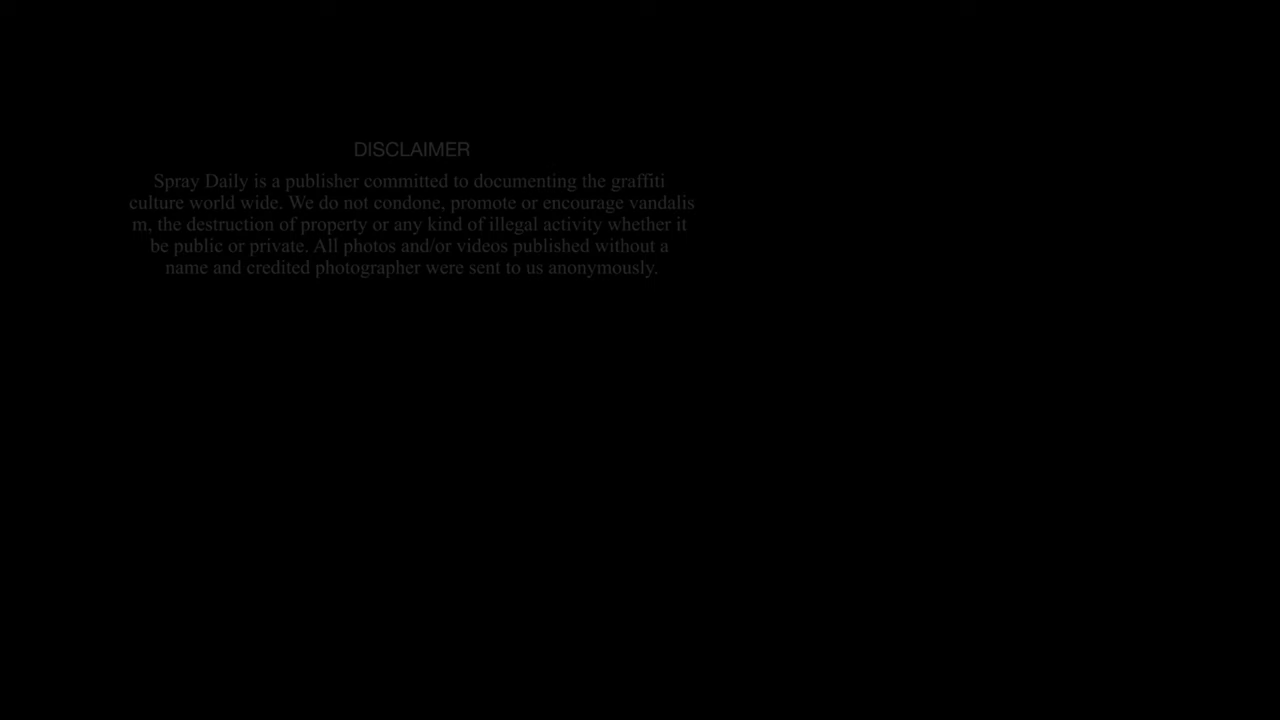 DISCLAIMER
Spray Daily is a publisher committed to documenting the graffiti
culture world wide. We do not condone, promote or encourage vandalis
m, the destruction of property or any kind of illegal activity whether it
be public or private. All photos and/or videos published without a
name and credited photographer were sent to us anonymously.